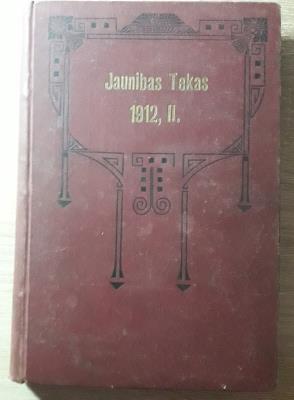 Jaunibas Tekas
1912, II.